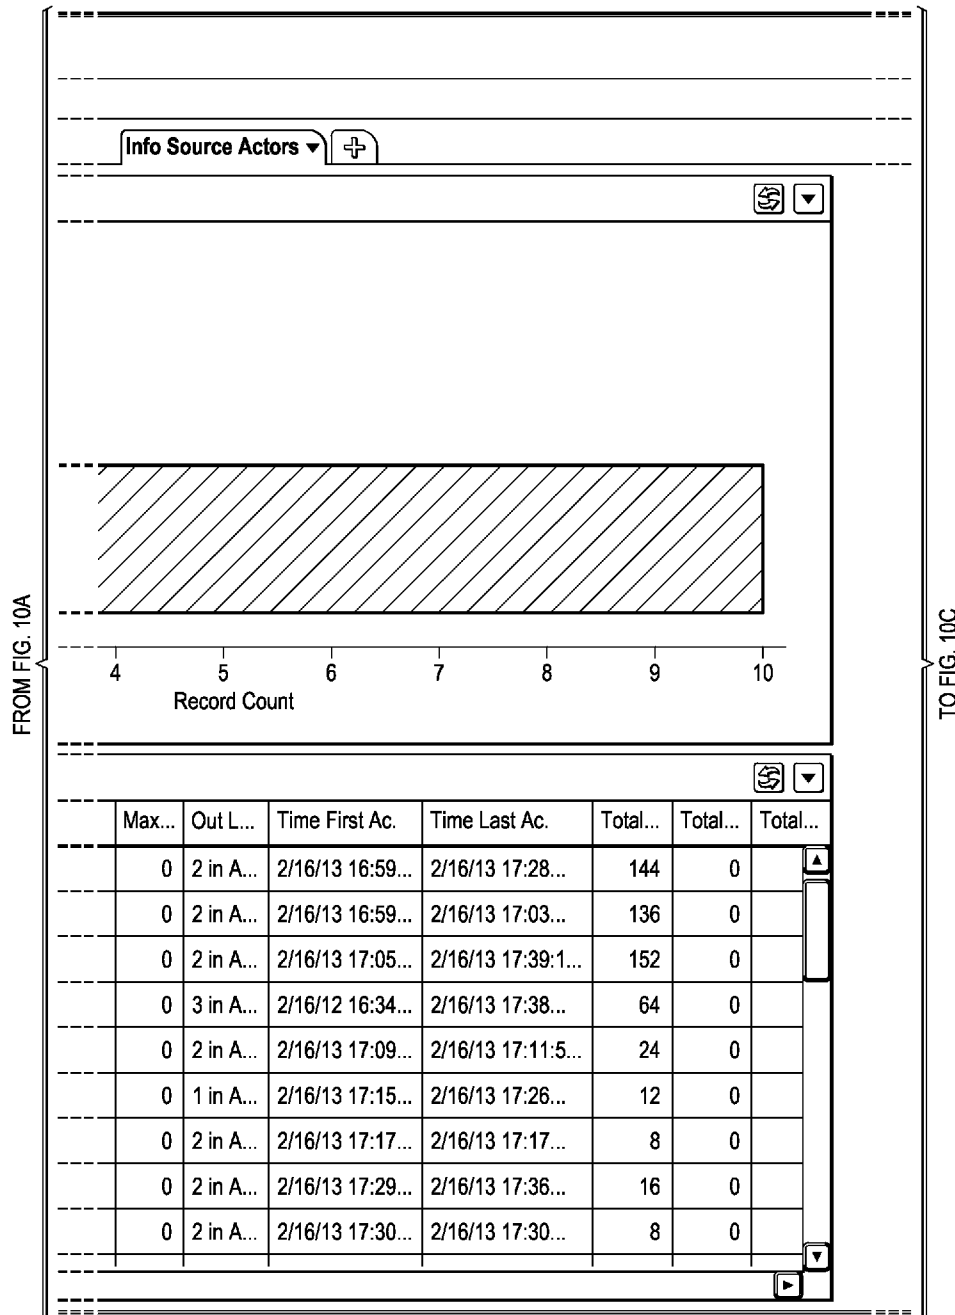 Info Source Actors
FROM FIG. 10A
TO FIG. 10C
4 5 6 7 8 9 10
Record Count
Max... Out L... Time First Ac. Time Last Ac. Total... Total... Total...
0 2 in A... 2/16/13 16:59... 2/16/13 17:28... 144 0
0 2 in A... 2/16/13 16:59... 2/16/13 17:03... 136 0
0 2 in A... 2/16/13 17:05... 2/16/13 17:39:1... 152 0
0 3 in A... 2/16/12 16:34... 2/16/13 17:38... 64 0
0 2 in A... 2/16/13 17:09... 2/16/13 17:11:5... 24 0
0 1 in A... 2/16/13 17:15... 2/16/13 17:26... 12 0
0 2 in A... 2/16/13 17:17... 2/16/13 17:17... 8 0
0 2 in A... 2/16/13 17:29... 2/16/13 17:36... 16 0
0 2 in A... 2/16/13 17:30... 2/16/13 17:30... 8 0